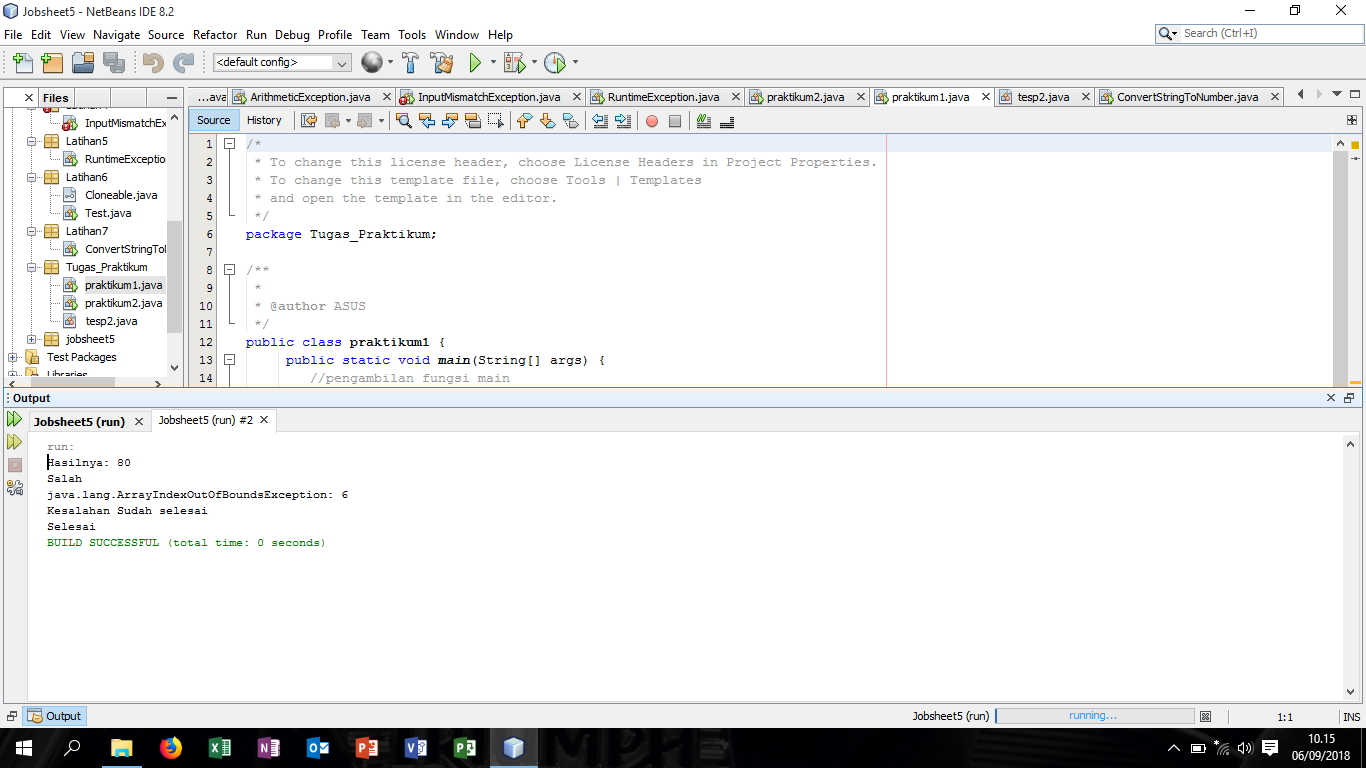 Jobsheet5 - NetBeans IDE 8.2
File Edit View Navigate Source Refactor Run Debug Profile Team Tools Window Help
Search (Ctrl+I)
<default config>
Files
...ava ArithmeticException.java InputMismatchException.java RuntimeException.java praktikum2.java praktikum1.java tesp2.java ConvertStringToNumber.java
Source History
InputMismatchEx
Latihan5
RuntimeExceptio
Latihan6
Cloneable.java
Test.java
Latihan7
ConvertStringTol
Tugas_Praktikum
praktikum1.java
praktikum2.java
tesp2.java
jobsheet5
Test Packages
Libraries
1 /*
2 * To change this license header, choose License Headers in Project Properties.
3 * To change this template file, choose Tools | Templates
4 * and open the template in the editor.
5 */
6 package Tugas_Praktikum;
7
8 /**
9 *
10 * @author ASUS
11 */
12 public class praktikum1 {
13 public static void main(String[] args) {
14 //pengambilan fungsi main
Output
Jobsheet5 (run) Jobsheet5 (run) #2
run:
Hasilnya: 80
Salah
java.lang.ArrayIndexOutOfBoundsException: 6
Kesalahan Sudah selesai
Selesai
BUILD SUCCESSFUL (total time: 0 seconds)
Output
Jobsheet5 (run) running... 1:1 INS
10.15
06/09/2018